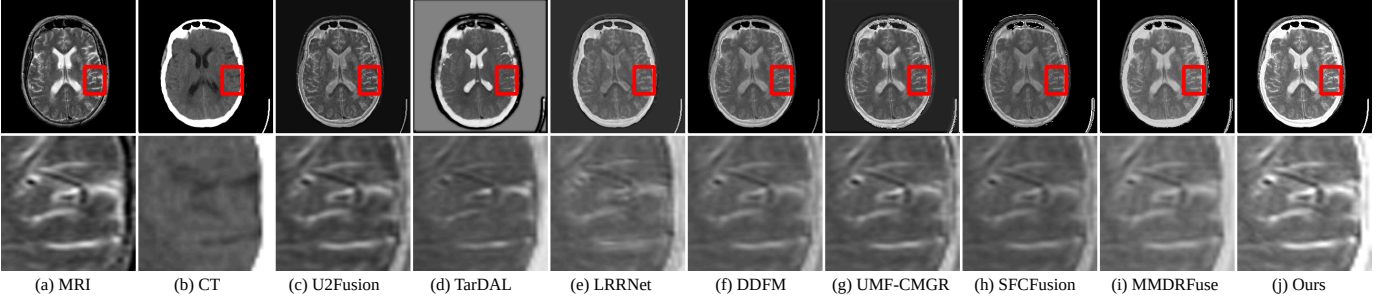 (a) MRI (b) CT (c) U2Fusion (d) TarDAL (e) LRRNet (f) DDFM (g) UMF-CMGR (h) SFCFusion (i) MMDRFuse (j) Ours